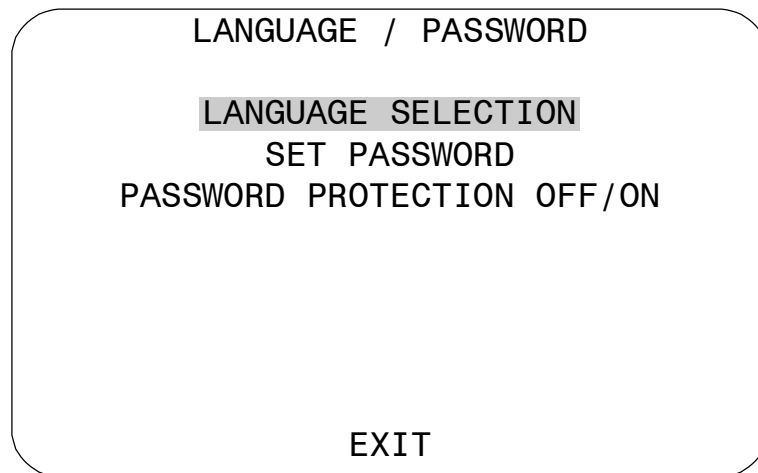 LANGUAGE / PASSWORD
LANGUAGE SELECTION
SET PASSWORD
PASSWORD PROTECTION OFF/ON
EXIT